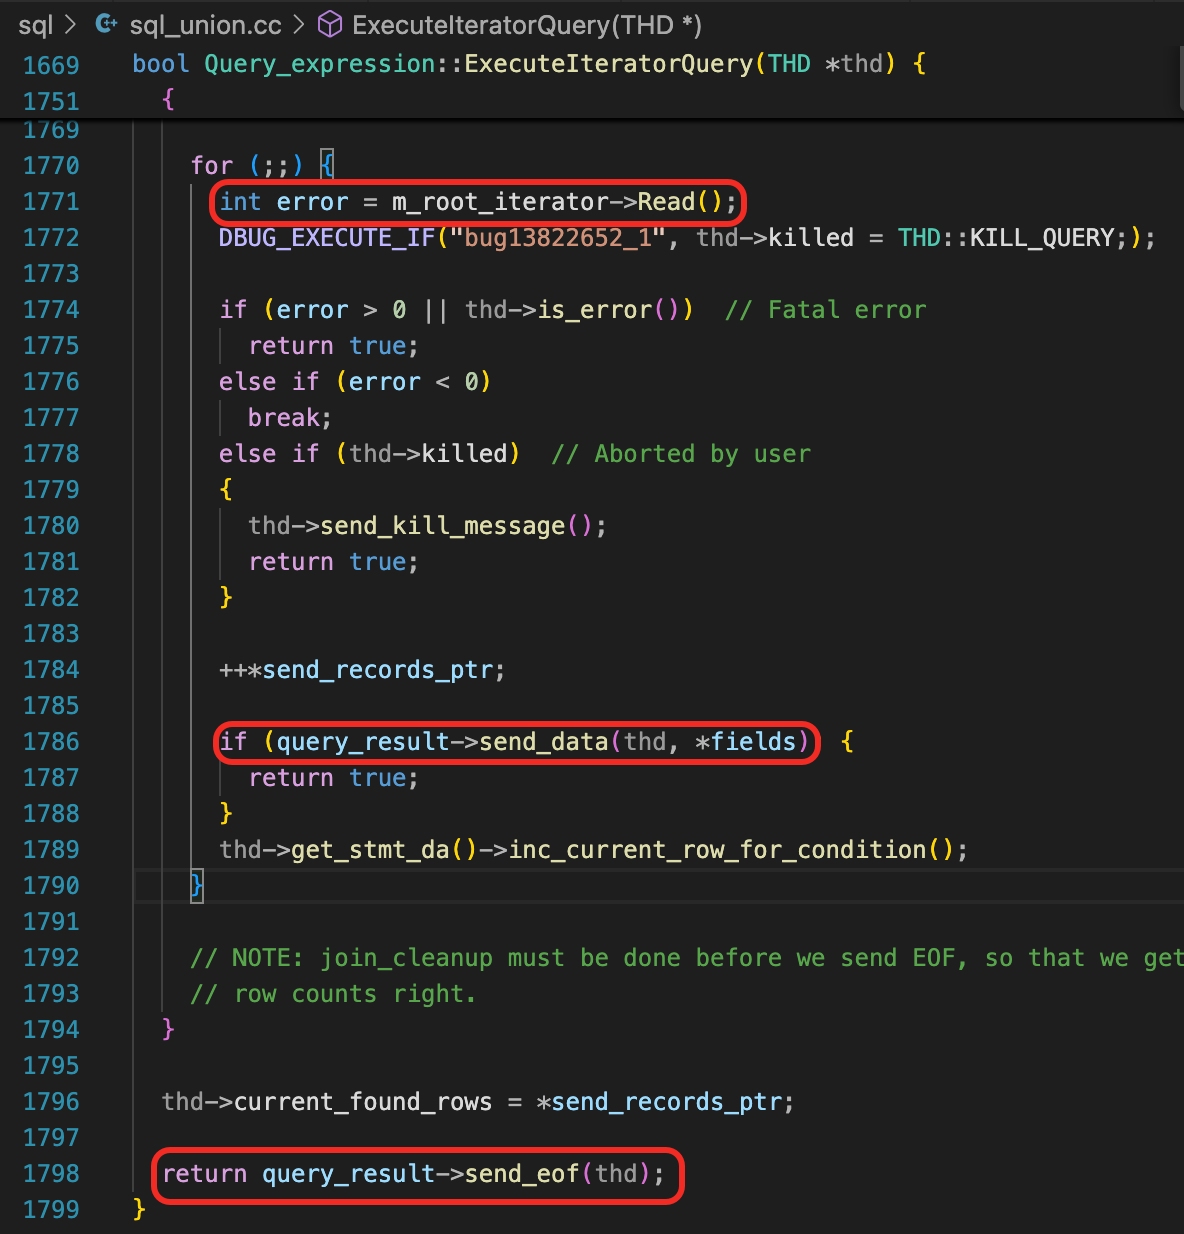 sql > C++ sql_union.cc > ExecuteIteratorQuery(THD *)
1669 bool Query_expression::ExecuteIteratorQuery(THD *thd) {
1751 {
1769
1770 for (;;) {
1771 int error = m_root_iterator->Read();
1772 DBUG_EXECUTE_IF("bug13822652_1", thd->killed = THD::KILL_QUERY;);
1773
1774 if (error > 0 || thd->is_error()) // Fatal error
1775 return true;
1776 else if (error < 0)
1777 break;
1778 else if (thd->killed) // Aborted by user
1779 {
1780 thd->send_kill_message();
1781 return true;
1782 }
1783
1784 ++*send_records_ptr;
1785
1786 if (query_result->send_data(thd, *fields)) {
1787 return true;
1788 }
1789 thd->get_stmt_da()->inc_current_row_for_condition();
1790 }
1791
1792 // NOTE: join_cleanup must be done before we send EOF, so that we get
1793 // row counts right.
1794 }
1795
1796 thd->current_found_rows = *send_records_ptr;
1797
1798 return query_result->send_eof(thd);
1799 }